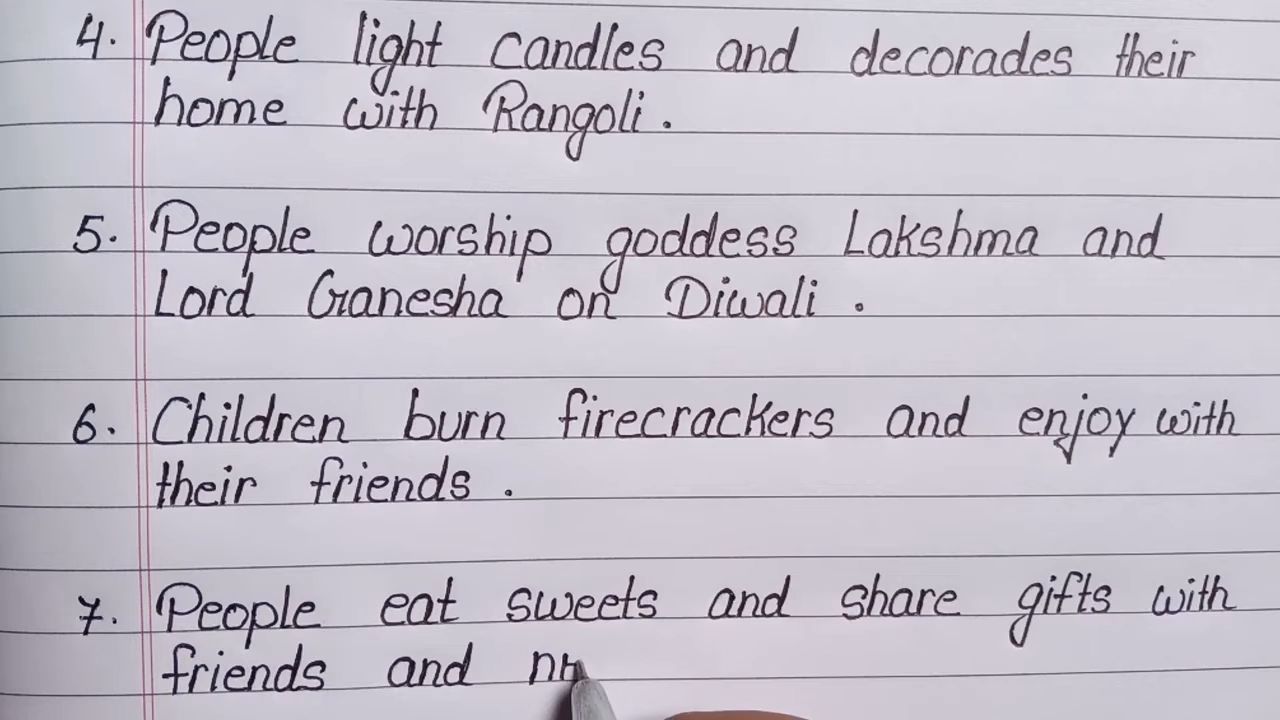 4. People light candles and decorades their
home with Rangoli.
5. People worship goddess Lakshma and
Lord Ganesha on Diwali.
6. Children burn firecrackers and enjoy with
their friends.
7. People eat sweets and share gifts with
friends and